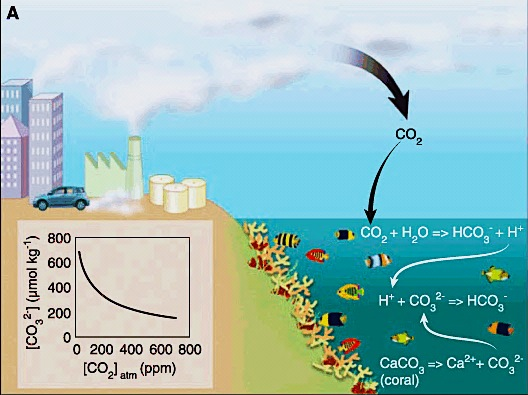 A
CO₂
CO₂ + H₂O => HCO₃⁻ + H⁺
H⁺ + CO₃²⁻ => HCO₃⁻
CaCO₃ => Ca²⁺ + CO₃²⁻
(coral)
[CO₃²⁻] (μmol kg⁻¹)
800
600
400
200
0
0 200 400 600 800
[CO₂]atm (ppm)